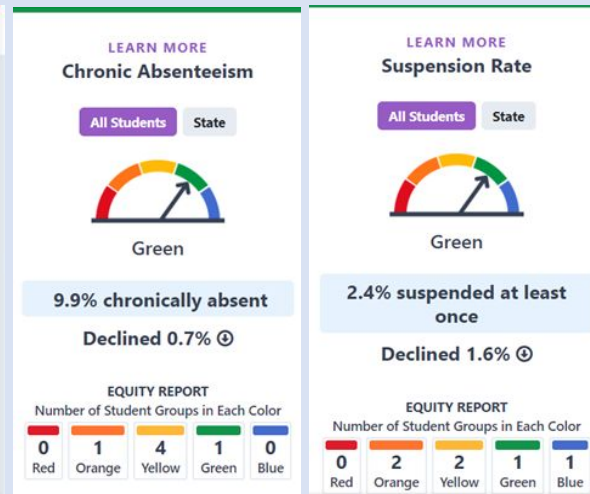 LEARN MORE
Chronic Absenteeism
All Students State
Green
9.9% chronically absent
Declined 0.7%
EQUITY REPORT
Number of Student Groups in Each Color
0 1 4 1 0
Red Orange Yellow Green Blue
LEARN MORE
Suspension Rate
All Students State
Green
2.4% suspended at least
once
Declined 1.6%
EQUITY REPORT
Number of Student Groups in Each Color
0 2 2 1 1
Red Orange Yellow Green Blue